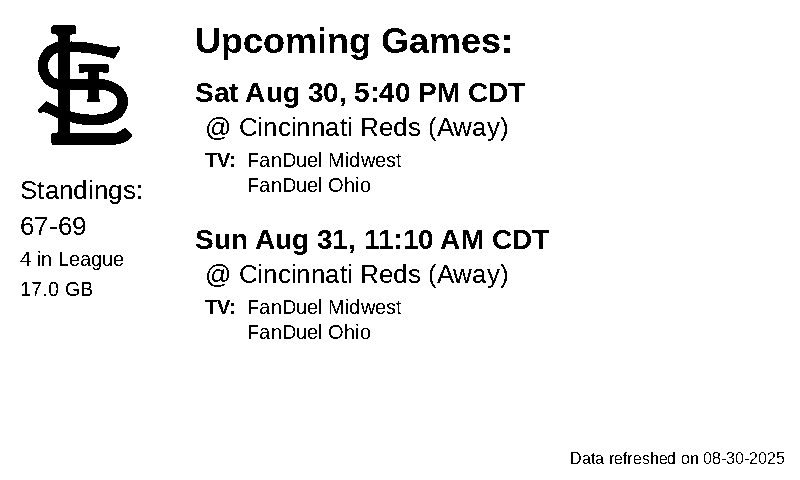 STL
Standings:
67-69
4 in League
17.0 GB
Upcoming Games:
Sat Aug 30, 5:40 PM CDT
@ Cincinnati Reds (Away)
TV: FanDuel Midwest
FanDuel Ohio
Sun Aug 31, 11:10 AM CDT
@ Cincinnati Reds (Away)
TV: FanDuel Midwest
FanDuel Ohio
Data refreshed on 08-30-2025